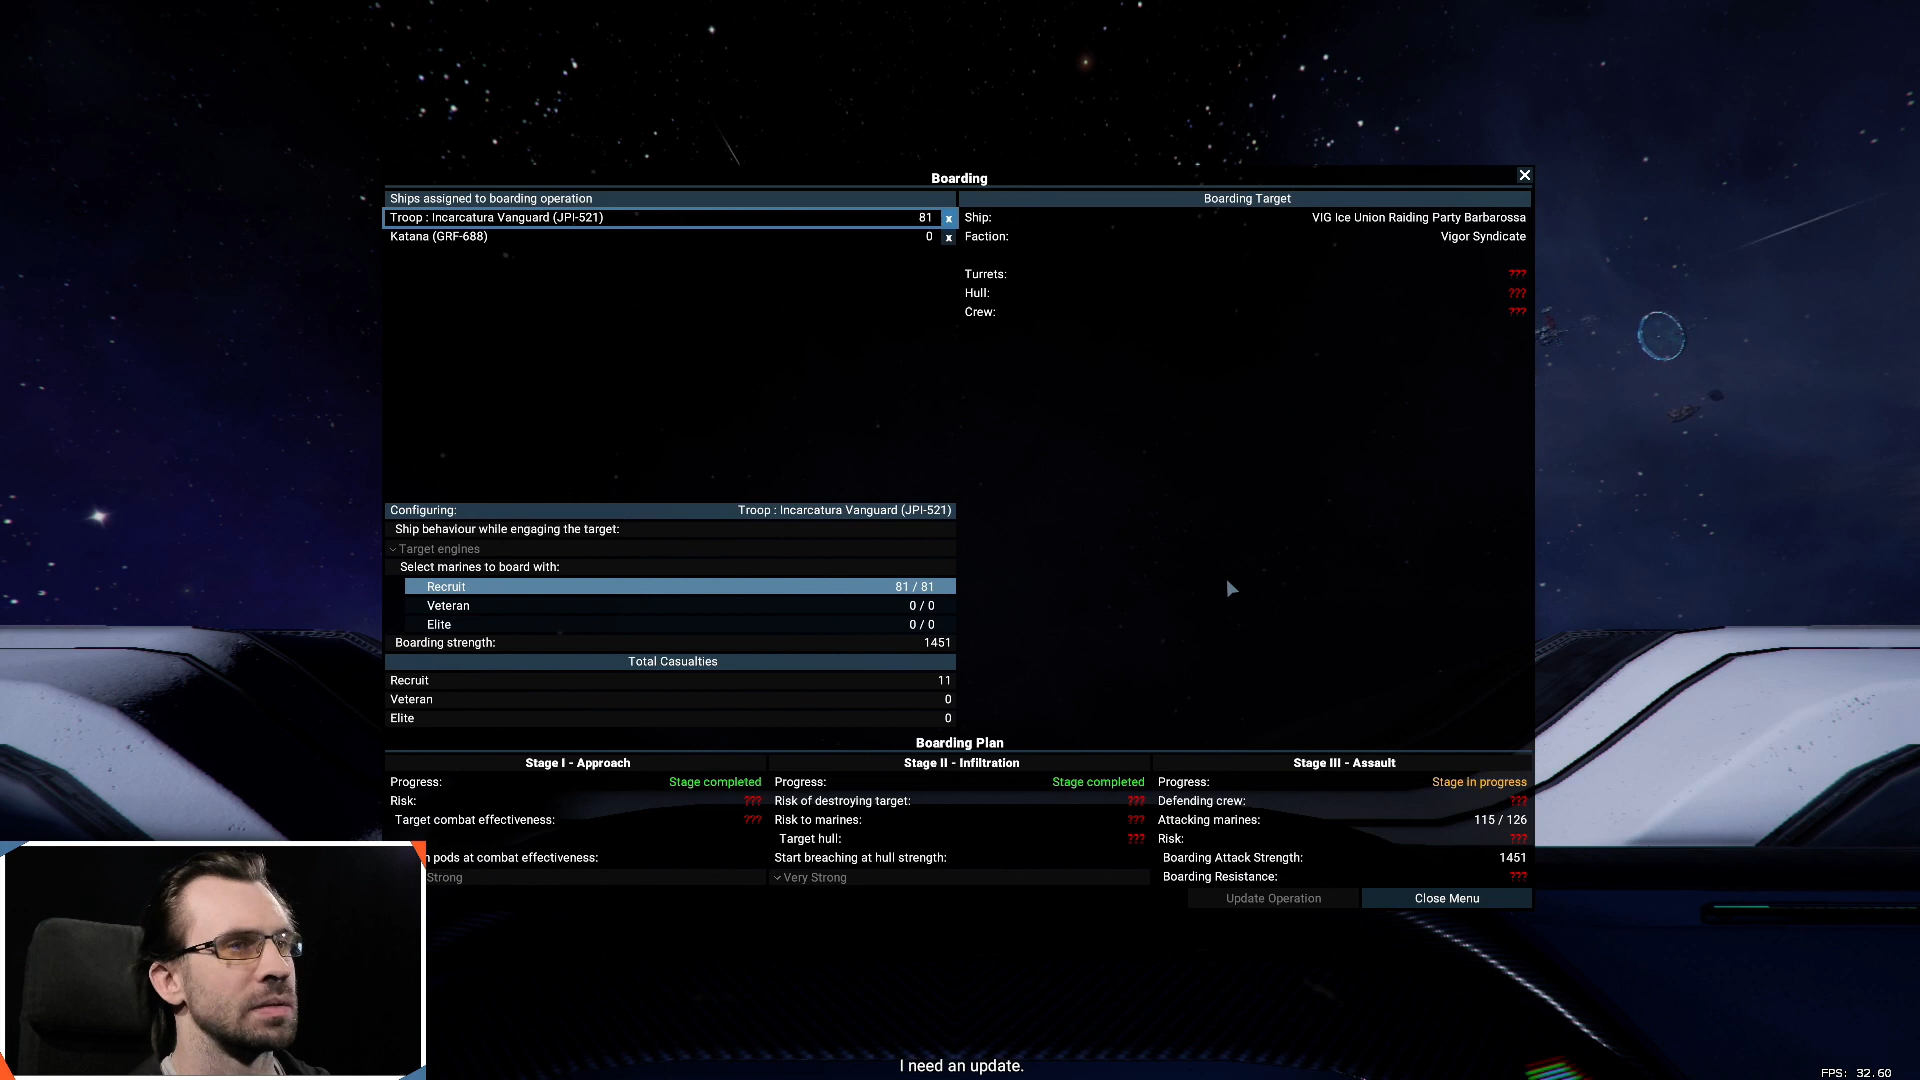 Boarding
Ships assigned to boarding operation
Troop : Incarcatura Vanguard (JPI-521) 81 x
Katana (GRF-688) 0 x
Boarding Target
Ship: VIG Ice Union Raiding Party Barbarossa
Faction: Vigor Syndicate
Turrets: ???
Hull: ???
Crew: ???
Configuring: Troop : Incarcatura Vanguard (JPI-521)
Ship behaviour while engaging the target:
Target engines
Select marines to board with:
Recruit 81 / 81
Veteran 0 / 0
Elite 0 / 0
Boarding strength: 1451
Total Casualties
Recruit 11
Veteran 0
Elite 0
Boarding Plan
Stage I - Approach
Progress: Stage completed
Risk: ???
Target combat effectiveness: ???
pods at combat effectiveness:
Strong
Stage II - Infiltration
Progress: Stage completed
Risk of destroying target: ???
Risk to marines: ???
Target hull: ???
Start breaching at hull strength:
Very Strong
Stage III - Assault
Progress: Stage in progress
Defending crew: ???
Attacking marines: 115 / 126
Risk: ???
Boarding Attack Strength: 1451
Boarding Resistance: ???
Update Operation
Close Menu
I need an update.
FPS: 32.60